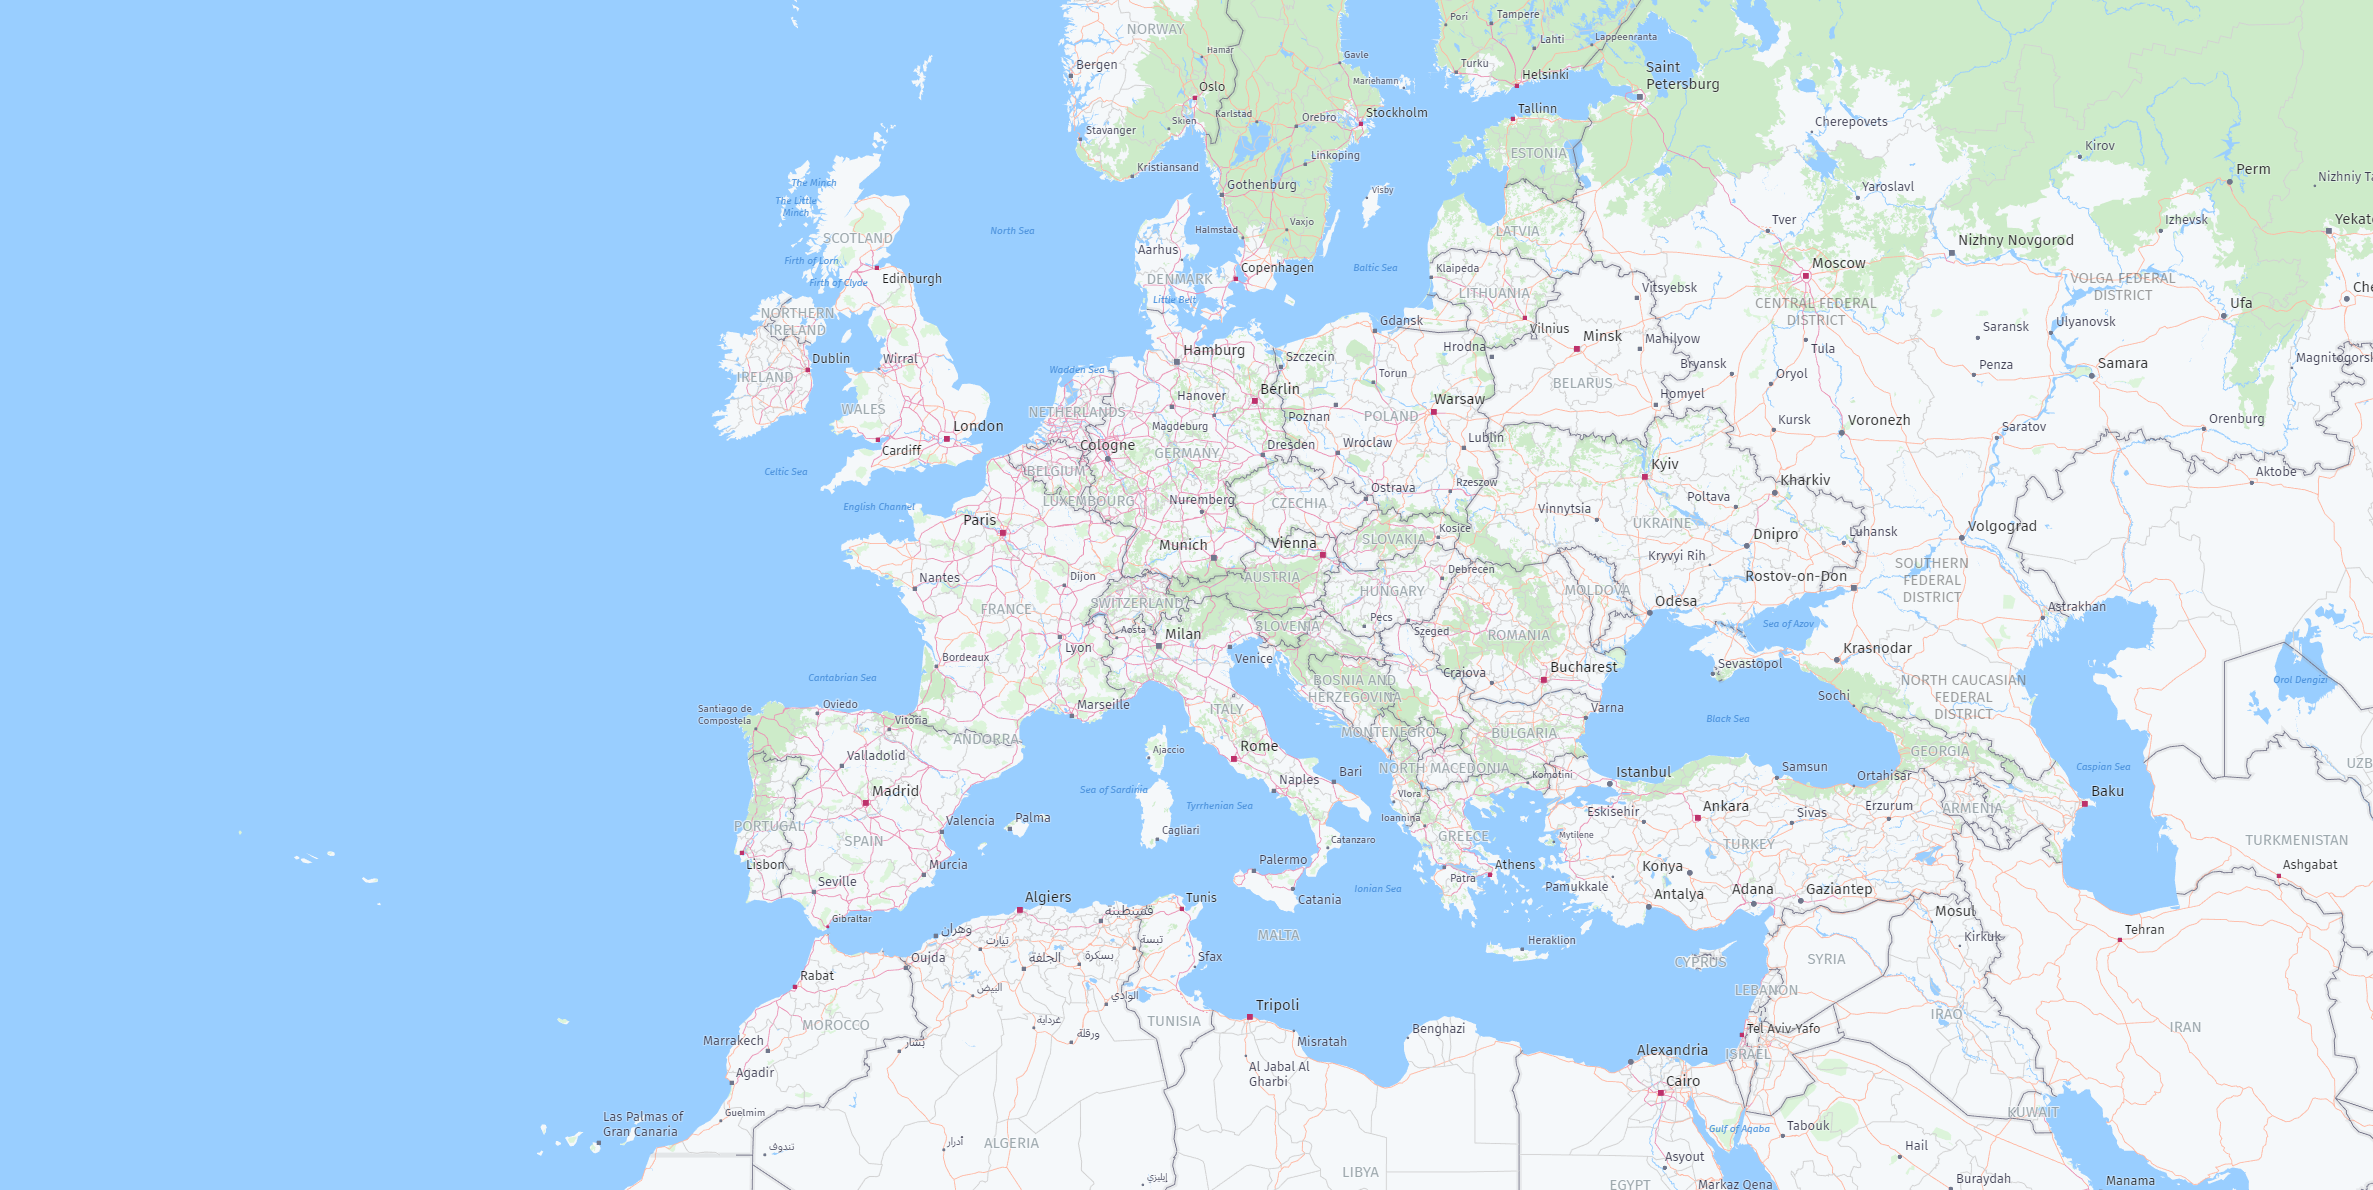 Pori
Tampere
NORWAY
Lahti
Lappeenranta
Hamar
Gavle
Bergen
Turku
Helsinki
Saint
Petersburg
Mariehamn
Oslo
Tallinn
Stockholm
Karlstad
Orebro
Skien
Cherepovets
Stavanger
Kirov
ESTONIA
Linkoping
Kristiansand
Perm
Nizhniy Ta
The Minch
Gothenburg
Visby
Yaroslavl
The Little
Minch
Vaxjo
Tver
Izhevsk
Yekat
North Sea
Halmstad
LATVIA
SCOTLAND
Nizhny Novgorod
Aarhus
Firth of Lorn
Copenhagen
Baltic Sea
Klaipeda
Moscow
Edinburgh
DENMARK
VOLGA FEDERAL
DISTRICT
Firth of Clyde
Vitsyebsk
Che
LITHUANIA
Little Belt
CENTRAL FEDERAL
DISTRICT
Ufa
NORTHERN
IRELAND
Gdansk
Ulyanovsk
Vilnius
Saransk
Minsk
Mahilyow
Hrodna
Tula
Hamburg
Szczecin
Dublin
Wirral
Magnitogorsk
Bryansk
Penza
Samara
Wadden Sea
Torun
Oryol
IRELAND
BELARUS
Berlin
Hanover
Homyel
Warsaw
WALES
NETHERLANDS
Poznan
POLAND
Kursk
Voronezh
Orenburg
London
Magdeburg
Saratov
Lublin
Wroclaw
Cologne
Dresden
Cardiff
GERMANY
Kyiv
Celtic Sea
BELGIUM
Aktobe
Kharkiv
Rzeszow
Ostrava
Poltava
LUXEMBOURG
Nuremberg
CZECHIA
English Channel
Vinnytsia
Paris
UKRAINE
Volgograd
Kosice
Luhansk
Dnipro
SLOVAKIA
Munich
Vienna
Kryvyi Rih
SOUTHERN
FEDERAL
DISTRICT
Debrecen
Nantes
Dijon
AUSTRIA
Rostov-on-Don
HUNGARY
MOLDOVA
SWITZERLAND
Odesa
FRANCE
Astrakhan
Pecs
Sea of Azov
SLOVENIA
Aosta
Milan
Szeged
ROMANIA
Lyon
Krasnodar
Bordeaux
Venice
Sevastopol
Bucharest
Craiova
Cantabrian Sea
BOSNIA AND
HERZEGOVINA
NORTH CAUCASIAN
FEDERAL
DISTRICT
Orol Dengizi
Sochi
Oviedo
Marseille
Santiago de
Compostela
ITALY
Varna
Vitoria
Black Sea
MONTENEGRO
BULGARIA
ANDORRA
Rome
Ajaccio
GEORGIA
Valladolid
UZB
NORTH MACEDONIA
Caspian Sea
Samsun
Bari
Istanbul
Komotini
Ortahisar
Naples
Madrid
Sea of Sardinia
Vlora
Baku
Tyrrhenian Sea
Ankara
Erzurum
ARMENIA
Eskisehir
Sivas
Palma
Ioannina
Valencia
PORTUGAL
Cagliari
GREECE
Mytilene
SPAIN
Catanzaro
TURKEY
TURKMENISTAN
Palermo
Lisbon
Murcia
Athens
Konya
Ashgabat
Patra
Seville
Ionian Sea
Pamukkale
Adana
Gaziantep
Antalya
Algiers
Tunis
Catania
قسنطينة
Mosul
Gibraltar
وهران
MALTA
Tehran
تيارت
تبسة
Heraklion
Kirkuk
الجلفة
بسكرة
Oujda
Sfax
CYPRUS
SYRIA
Rabat
البيض
الوادي
LEBANON
Tripoli
IRAQ
غرداية
TUNISIA
MOROCCO
Benghazi
Tel Aviv-Yafo
IRAN
ورقلة
Marrakech
بشار
Misratah
Alexandria
ISRAEL
Al Jabal Al
Gharbi
Agadir
Cairo
Guelmim
KUWAIT
Las Palmas of
Gran Canaria
Tabouk
Gulf of Aqaba
أدرار
ALGERIA
تندوف
Hail
Asyout
LIBYA
إيليزي
Buraydah
Manama
EGYPT
Markaz Qena